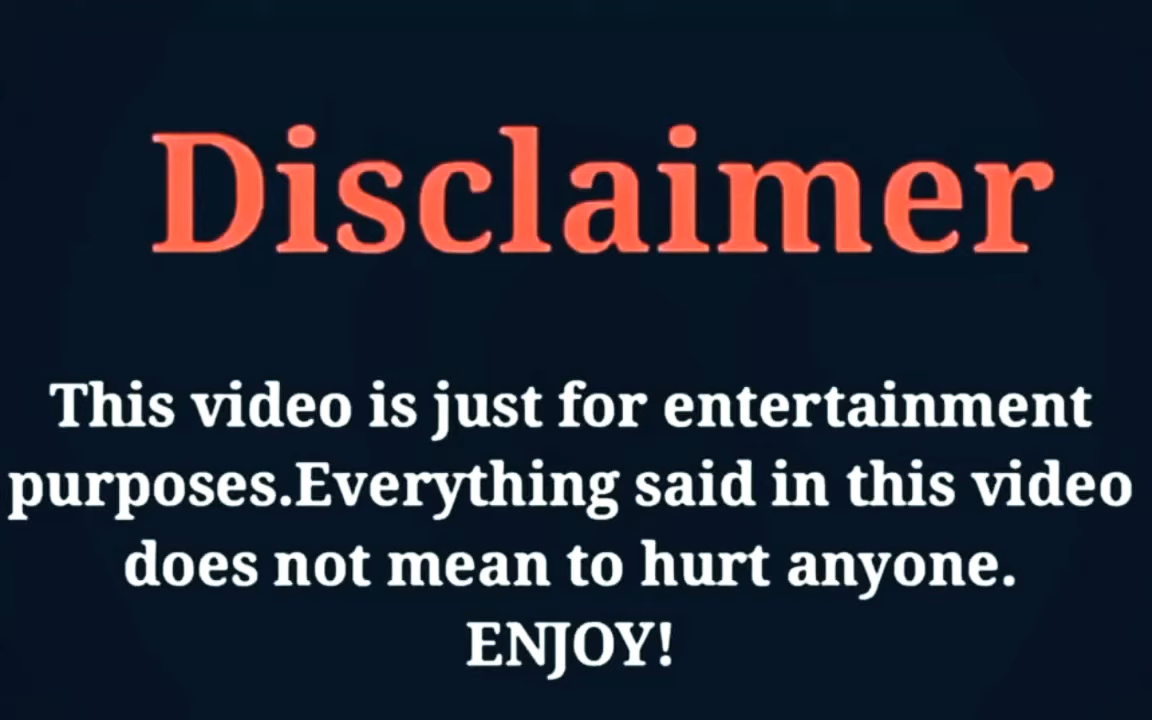 Disclaimer
This video is just for entertainment
purposes.Everything said in this video
does not mean to hurt anyone.
ENJOY!